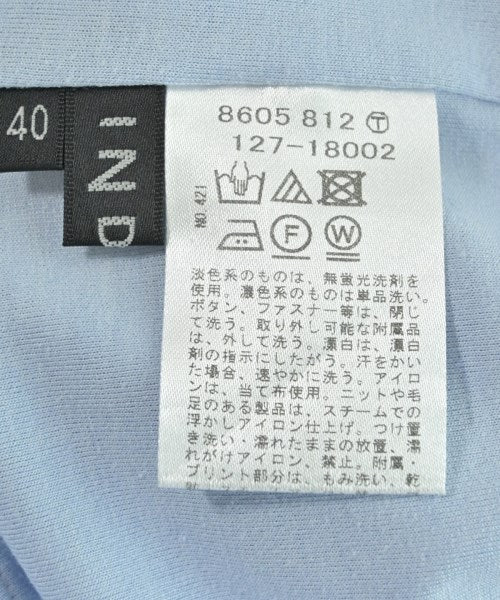 40
IND
8605 812 Ⓣ
127-18002
NO.421
F
W
淡色系のものは、無蛍光洗剤を
使用。濃色系のものは単品洗い。
ボタン、ファスナー等は、閉じ
て洗う。取り外し可能な附属品
は、外して洗う。漂白は、漂白
剤の指示にしたがう。汗をかい
た場合、速やかに洗う。アイロ
ンは、当て布使用。ニットや毛
足のある製品は、スチームでの
浮かしアイロン仕上げ。つけ置
き洗い・濡れたままの放置、濡
れがけアイロン、禁止。附属・
プリント部分は、もみ洗い、乾